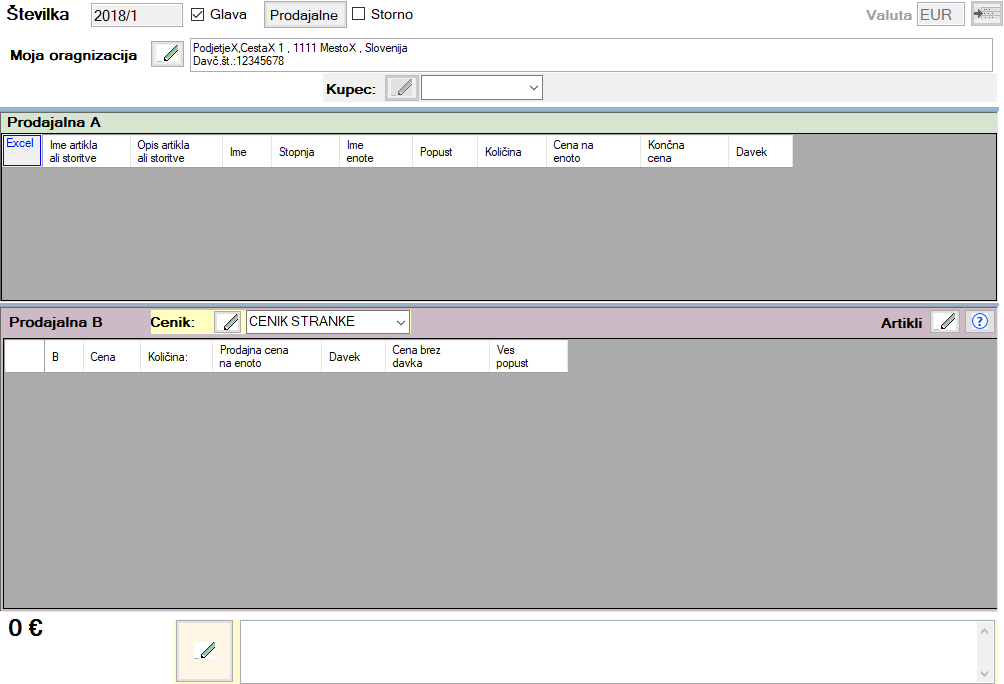 Številka 2018/1 Glava Prodajalne Storno Valuta EUR
Moja oragnizacija PodjetjeX,CestaX 1 , 1111 MestoX , Slovenija
Davč.št.:12345678
Kupec:
Prodajalna A
Excel Ime artikla Opis artikla Ime Stopnja Ime Popust Količina Cena na Končna Davek
ali storitve ali storitve enote enoto cena
Prodajalna B Cenik: CENIK STRANKE Artikli ?
B Cena Količina: Prodajna cena Davek Cena brez Ves
na enoto davka popust
0 €